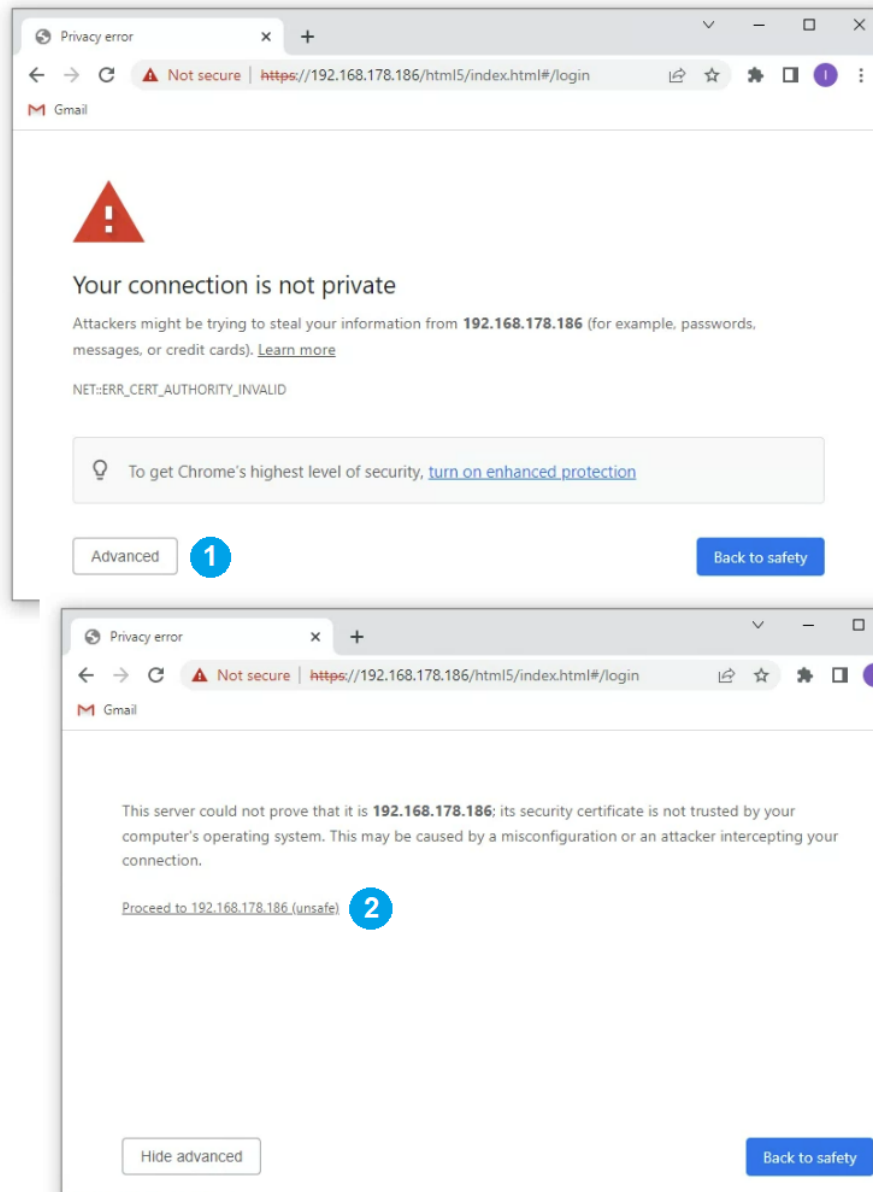 Privacy error
Not secure https://192.168.178.186/html5/index.html#/login
I
Gmail
Your connection is not private
Attackers might be trying to steal your information from 192.168.178.186 (for example, passwords,
messages, or credit cards). Learn more
NET::ERR_CERT_AUTHORITY_INVALID
To get Chrome's highest level of security, turn on enhanced protection
Advanced
1
Back to safety
Privacy error
Not secure https://192.168.178.186/html5/index.html#/login
Gmail
This server could not prove that it is 192.168.178.186; its security certificate is not trusted by your
computer's operating system. This may be caused by a misconfiguration or an attacker intercepting your
connection.
Proceed to 192.168.178.186 (unsafe)
2
Hide advanced
Back to safety